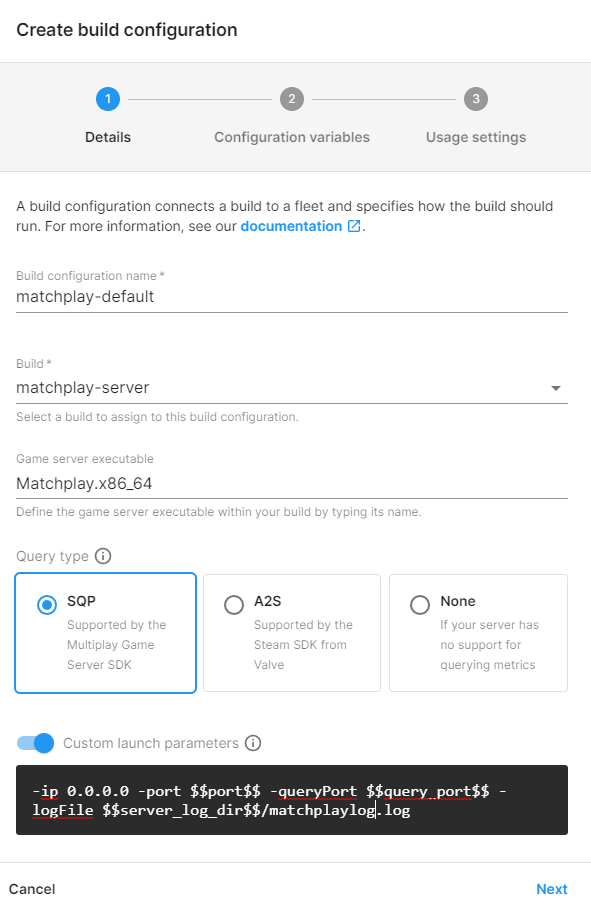 Create build configuration
1
2
3
Details
Configuration variables
Usage settings
A build configuration connects a build to a fleet and specifies how the build should
run. For more information, see our documentation.
Build configuration name *
matchplay-default
Build *
matchplay-server
Select a build to assign to this build configuration.
Game server executable
Matchplay.x86_64
Define the game server executable within your build by typing its name.
Query type
SQP
Supported by the
Multiplay Game
Server SDK
A2S
Supported by the
Steam SDK from
Valve
None
If your server has
no support for
querying metrics
Custom launch parameters
-ip 0.0.0.0 -port $$port$$ -queryPort $$query_port$$ -
logFile $$server_log_dir$$/matchplaylog.log
Cancel
Next